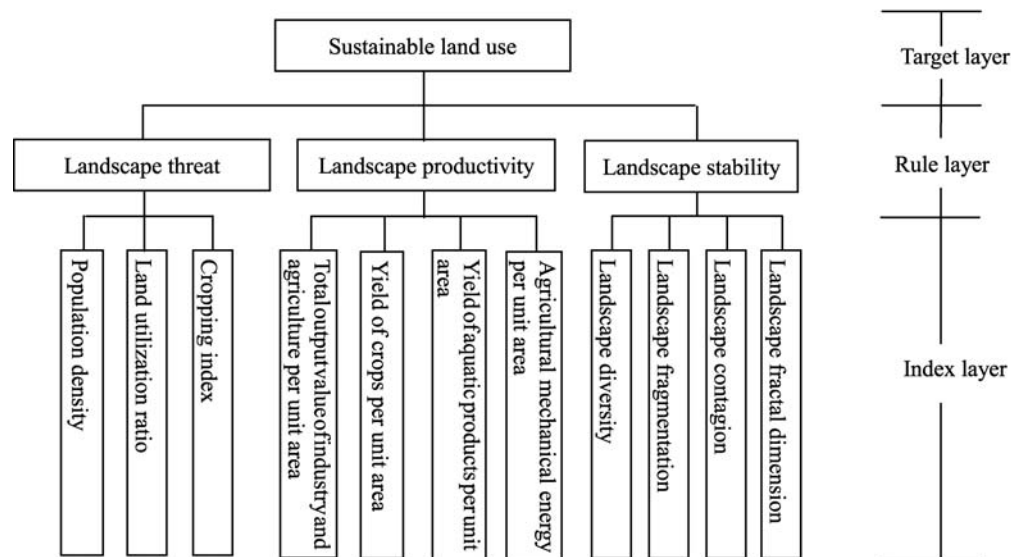 Sustainable land use
Target layer
Landscape threat
Landscape productivity
Landscape stability
Rule layer
Population density
Land utilization ratio
Cropping index
Total output value of industry and
agriculture per unit area
Yield of crops per unit area
Yield of aquatic products per unit
area
Agricultural mechanical energy
per unit area
Landscape diversity
Landscape fragmentation
Landscape contagion
Landscape fractal dimension
Index layer